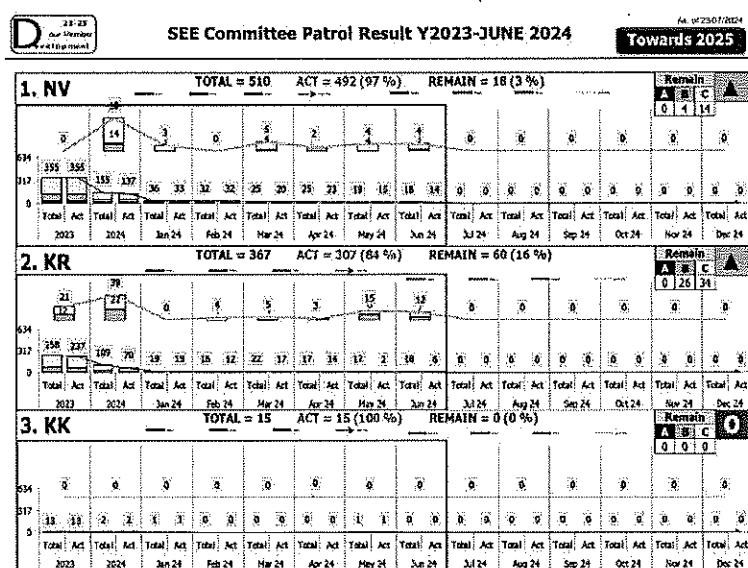 23-25
SEE Committee Patrol Result Y2023-JUNE 2024
As. of 25/07/2024
Towards 2025
1. NV
TOTAL = 510 ACT = 492 (97 %) REMAIN = 18 (3 %)
Remain
A B C
0 4 14
0 14 3 0 5 2 4 4 0 0 0 0 0 0
634
317
0
355 355 155 137 36 33 32 32 25 20 25 23 19 15 18 14 0 0 0 0 0 0 0 0 0 0 0 0
Total Act Total Act Total Act Total Act Total Act Total Act Total Act Total Act Total Act Total Act Total Act Total Act Total Act Total Act
2023 2024 Jan 24 Feb 24 Mar 24 Apr 24 May 24 Jun 24 Jul 24 Aug 24 Sep 24 Oct 24 Nov 24 Dec 24
2. KR
TOTAL = 367 ACT = 307 (84 %) REMAIN = 60 (16 %)
Remain
A B C
0 26 34
21 39 0 5 3 15 12 0 0 0 0 0 0
12
634
317
0
258 237 109 70 19 19 17 2 0 0 0 0 0 0 0 0 0 0 0 0
Total Act Total Act Total Act Total Act Total Act Total Act Total Act Total Act Total Act Total Act Total Act Total Act Total Act Total Act
2023 2024 Jan 24 Feb 24 Mar 24 Apr 24 May 24 Jun 24 Jul 24 Aug 24 Sep 24 Oct 24 Nov 24 Dec 24
3. KK
TOTAL = 15 ACT = 15 (100 %) REMAIN = 0 (0 %)
Remain
A B C
0 0 0
O
0 0 0 0 0 0 0 0 0 0 0 0 0 0
634
317
0
13 13 2 2 1 1 0 0 0 0 0 0 1 1 0 0 0 0 0 0 0 0 0 0 0 0 0 0
Total Act Total Act Total Act Total Act Total Act Total Act Total Act Total Act Total Act Total Act Total Act Total Act Total Act Total Act
2023 2024 Jan 24 Feb 24 Mar 24 Apr 24 May 24 Jun 24 Jul 24 Aug 24 Sep 24 Oct 24 Nov 24 Dec 24